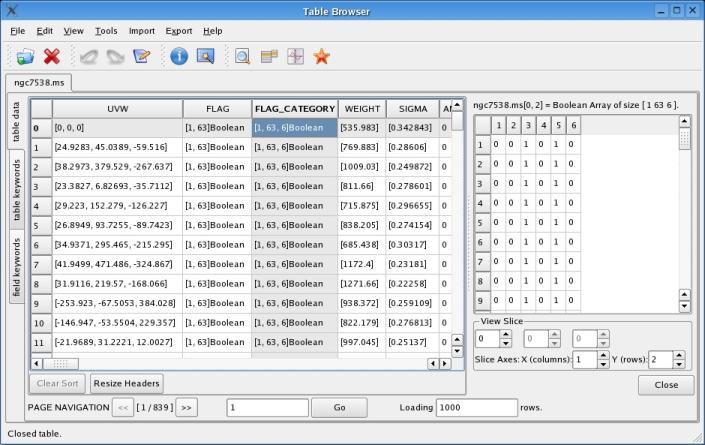 Table Browser
File Edit View Tools Import Export Help
ngc7538.ms
table data
table keywords
field keywords
UVW FLAG FLAG_CATEGORY WEIGHT SIGMA
0 [0, 0, 0] [1, 63]Boolean [1, 63, 6]Boolean [535.983] [0.342843] 0
1 [24.9283, 45.0389, -59.516] [1, 63]Boolean [1, 63, 6]Boolean [769.883] [0.28606] 0
2 [38.2973, 379.529, -267.637] [1, 63]Boolean [1, 63, 6]Boolean [1009.03] [0.249872] 0
3 [23.3827, 6.82693, -35.7112] [1, 63]Boolean [1, 63, 6]Boolean [811.66] [0.278601] 0
4 [29.223, 152.279, -126.227] [1, 63]Boolean [1, 63, 6]Boolean [715.875] [0.296655] 0
5 [26.8949, 93.7255, -89.7423] [1, 63]Boolean [1, 63, 6]Boolean [838.205] [0.274154] 0
6 [34.9371, 295.465, -215.295] [1, 63]Boolean [1, 63, 6]Boolean [685.438] [0.30317] 0
7 [41.9499, 471.486, -324.867] [1, 63]Boolean [1, 63, 6]Boolean [1172.4] [0.23181] 0
8 [31.9116, 219.57, -168.066] [1, 63]Boolean [1, 63, 6]Boolean [1271.66] [0.22258] 0
9 [-253.923, -67.5053, 384.028] [1, 63]Boolean [1, 63, 6]Boolean [938.372] [0.259109] 0
10 [-146.947, -53.5504, 229.357] [1, 63]Boolean [1, 63, 6]Boolean [822.179] [0.276813] 0
11 [-21.9689, 31.2221, 12.0027] [1, 63]Boolean [1, 63, 6]Boolean [997.045] [0.25137] 0
Clear Sort Resize Headers
ngc7538.ms[0, 2] = Boolean Array of size [ 1 63 6 ].
1 2 3 4 5 6
1 0 0 1 0 1 0
2 0 0 1 0 1 0
3 0 0 1 0 1 0
4 0 0 1 0 1 0
5 0 0 1 0 1 0
6 0 0 1 0 1 0
7 0 0 1 0 1 0
8 0 0 1 0 1 0
9 0 0 1 0 1 0
View Slice
0 0 0
Slice Axes: X (columns): 1 Y (rows): 2
Close
PAGE NAVIGATION << [ 1 / 839 ] >> 1 Go Loading 1000 rows.
Closed table.